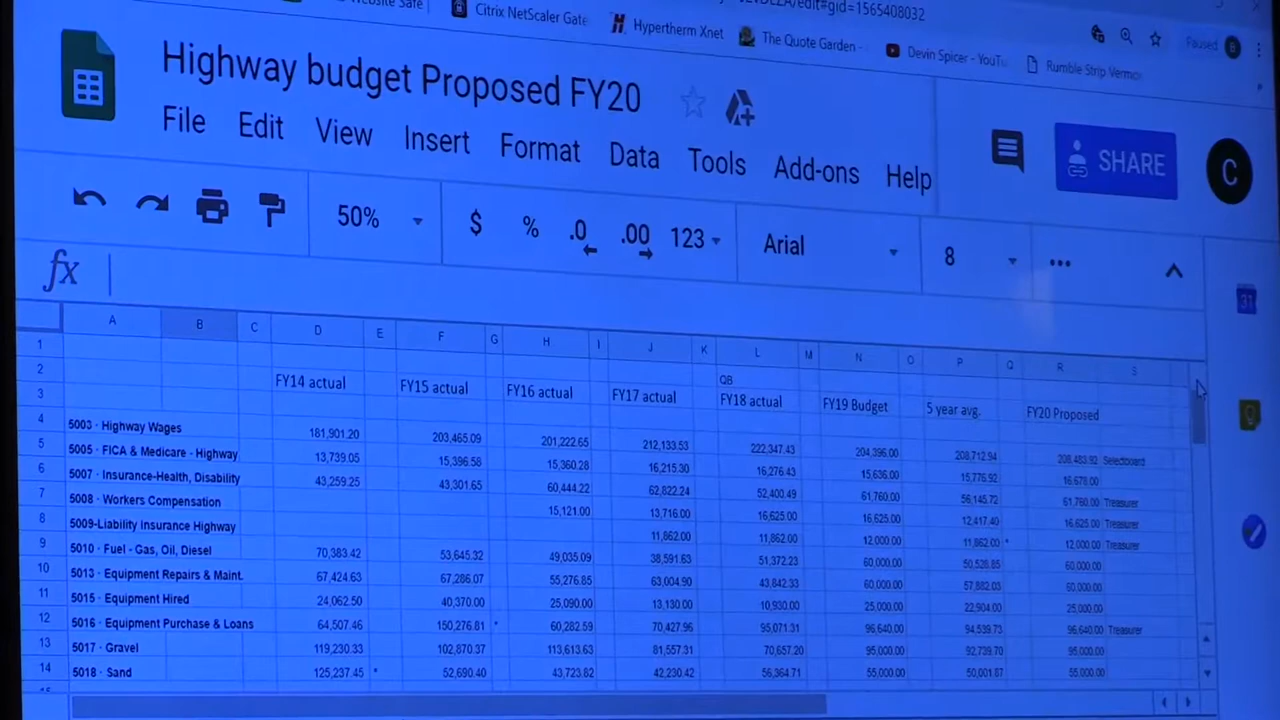 /edit#gid=1565408032
Website Safe Citrix NetScaler Gate Hypertherm Xnet The Quote Garden - Devin Spicer - YouTu Rumble Strip Vermo Paused B
Highway budget Proposed FY20
File Edit View Insert Format Data Tools Add-ons Help SHARE C
50% $ % .0 .00 123 Arial 8 ...
fx
31
A B C D E F G H I J K L M N O P Q R S
1
2 QB
3 FY14 actual FY15 actual FY16 actual FY17 actual FY18 actual FY19 Budget 5 year avg. FY20 Proposed
4 5003 · Highway Wages 181,901.20 203,465.09 201,222.65 212,133.53 222,347.43 204,396.00 208,712.94 208,483.92 Selectboard
5 5005 · FICA & Medicare - Highway 13,739.05 15,396.58 15,360.28 16,215.30 16,276.43 15,636.00 15,776.92 16,678.00
6 5007 · Insurance-Health, Disability 43,259.25 43,301.65 60,444.22 62,822.24 52,400.49 61,760.00 56,145.72 61,760.00 Treasurer
7 5008 · Workers Compensation 15,121.00 13,716.00 16,625.00 16,625.00 12,417.40 16,625.00 Treasurer
8 5009-Liability Insurance Highway 11,862.00 11,862.00 12,000.00 11,862.00 * 12,000.00 Treasurer
9 5010 · Fuel - Gas, Oil, Diesel 70,383.42 53,645.32 49,035.09 38,591.63 51,372.23 60,000.00 50,528.85 60,000.00
10 5013 · Equipment Repairs & Maint. 67,424.63 67,286.07 55,276.85 63,004.90 43,842.33 60,000.00 57,882.03 60,000.00
11 5015 · Equipment Hired 24,062.50 40,370.00 25,090.00 13,130.00 10,930.00 25,000.00 22,904.00 25,000.00
12 5016 · Equipment Purchase & Loans 64,507.46 150,276.81 * 60,282.59 70,427.96 95,071.31 96,640.00 94,539.73 96,640.00 Treasurer
13 5017 · Gravel 119,230.33 102,870.37 113,613.63 81,557.31 70,657.20 95,000.00 92,739.70 95,000.00
14 5018 · Sand 125,237.45 * 52,690.40 43,723.82 42,230.42 56,364.71 55,000.00 50,001.87 55,000.00